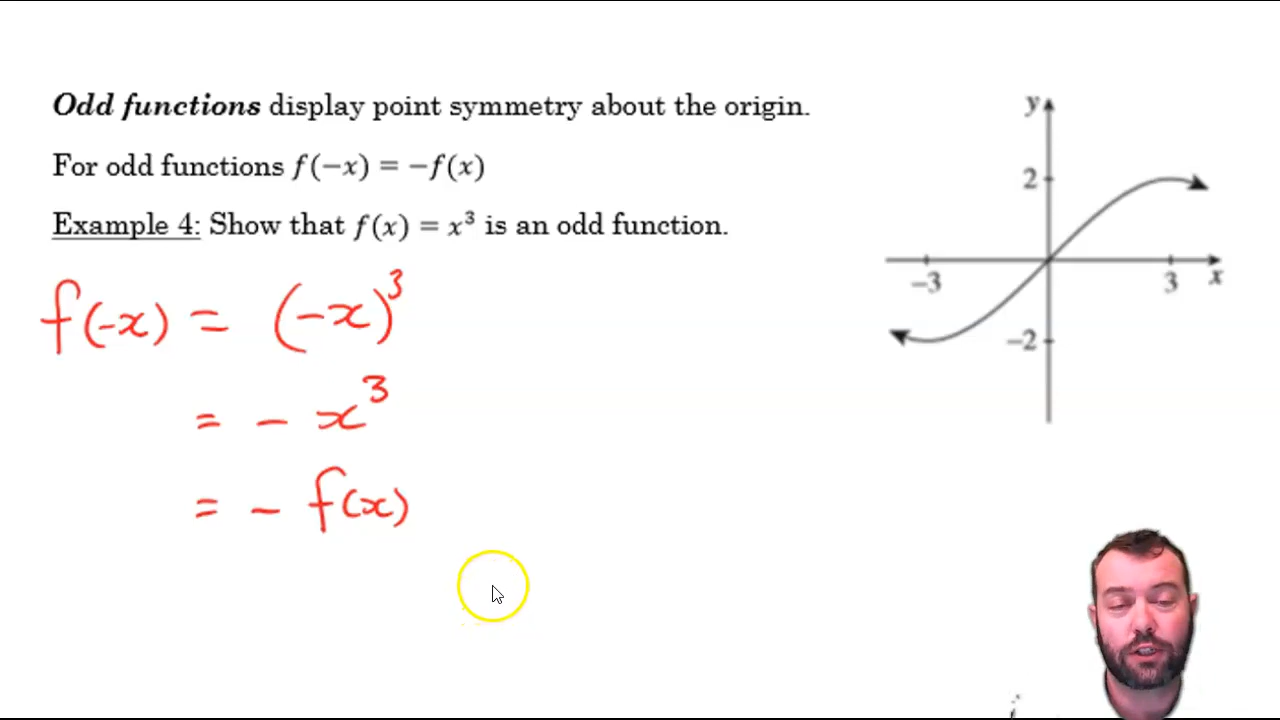 Odd functions display point symmetry about the origin.
For odd functions f(−x) = −f(x)
Example 4: Show that f(x) = x³ is an odd function.
f(-x) = (-x)³
= - x³
= - f(x)
y
2
−3
3
x
−2